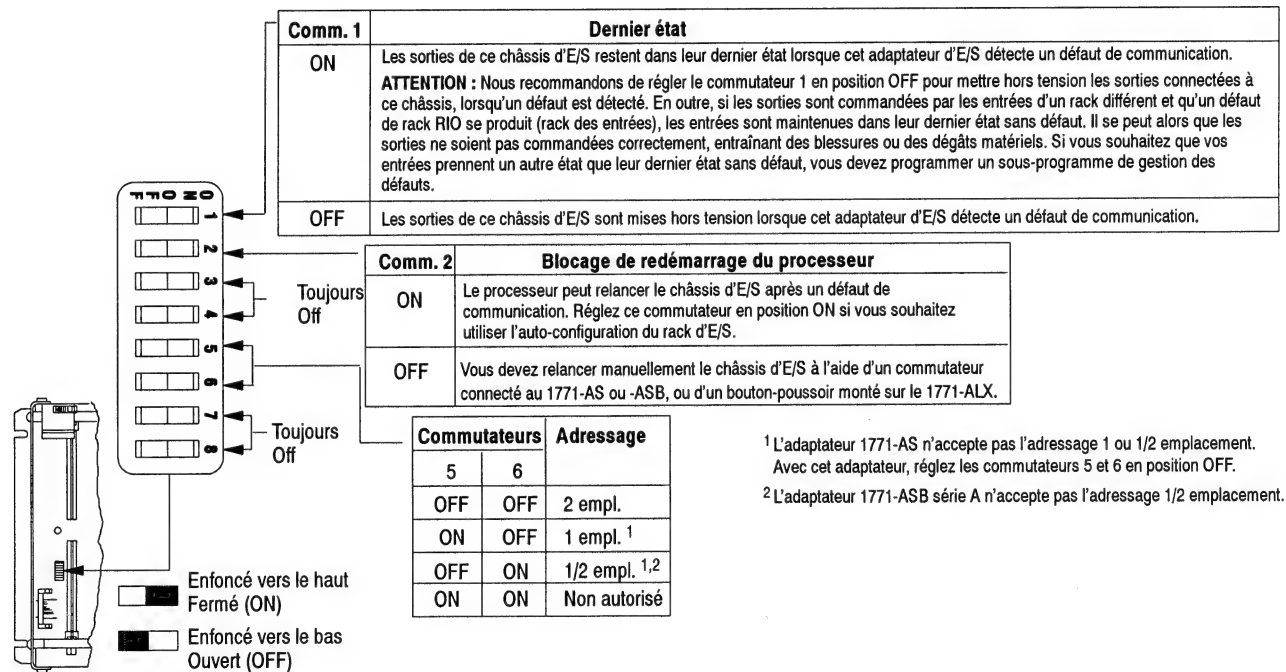 Comm. 1 Dernier état
ON Les sorties de ce châssis d'E/S restent dans leur dernier état lorsque cet adaptateur d'E/S détecte un défaut de communication.
ATTENTION : Nous recommandons de régler le commutateur 1 en position OFF pour mettre hors tension les sorties connectées à
ce châssis, lorsqu'un défaut est détecté. En outre, si les sorties sont commandées par les entrées d'un rack différent et qu'un défaut
de rack RIO se produit (rack des entrées), les entrées sont maintenues dans leur dernier état sans défaut. Il se peut alors que les
sorties ne soient pas commandées correctement, entraînant des blessures ou des dégâts matériels. Si vous souhaitez que vos
entrées prennent un autre état que leur dernier état sans défaut, vous devez programmer un sous-programme de gestion des
défauts.
OFF Les sorties de ce châssis d'E/S sont mises hors tension lorsque cet adaptateur d'E/S détecte un défaut de communication.
OFF ON
1
2
3
4
5
6
7
8
Toujours
Off
Toujours
Off
Comm. 2 Blocage de redémarrage du processeur
ON Le processeur peut relancer le châssis d'E/S après un défaut de
communication. Réglez ce commutateur en position ON si vous souhaitez
utiliser l'auto-configuration du rack d'E/S.
OFF Vous devez relancer manuellement le châssis d'E/S à l'aide d'un commutateur
connecté au 1771-AS ou -ASB, ou d'un bouton-poussoir monté sur le 1771-ALX.
Commutateurs Adressage
5 6
OFF OFF 2 empl.
ON OFF 1 empl. 1
OFF ON 1/2 empl. 1,2
ON ON Non autorisé
1 L'adaptateur 1771-AS n'accepte pas l'adressage 1 ou 1/2 emplacement.
Avec cet adaptateur, réglez les commutateurs 5 et 6 en position OFF.
2 L'adaptateur 1771-ASB série A n'accepte pas l'adressage 1/2 emplacement.
Enfoncé vers le haut
Fermé (ON)
Enfoncé vers le bas
Ouvert (OFF)